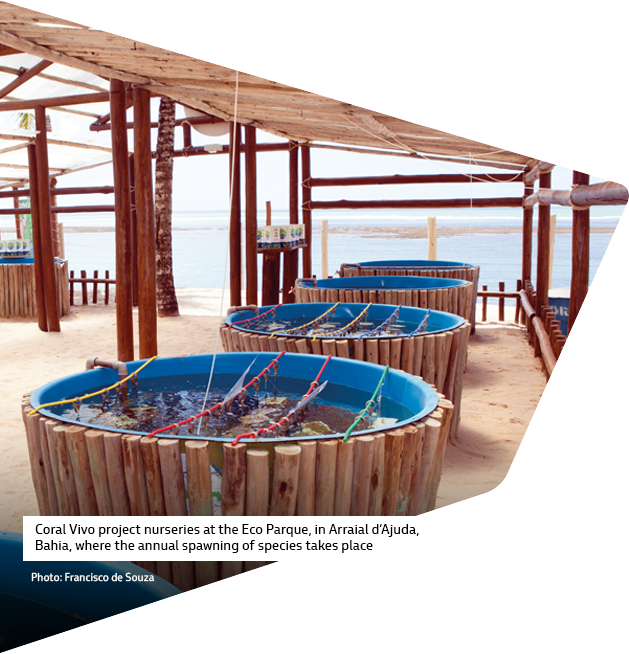 Coral Vivo project nurseries at the Eco Parque, in Arraial d'Ajuda,
Bahia, where the annual spawning of species takes place
Photo: Francisco de Souza